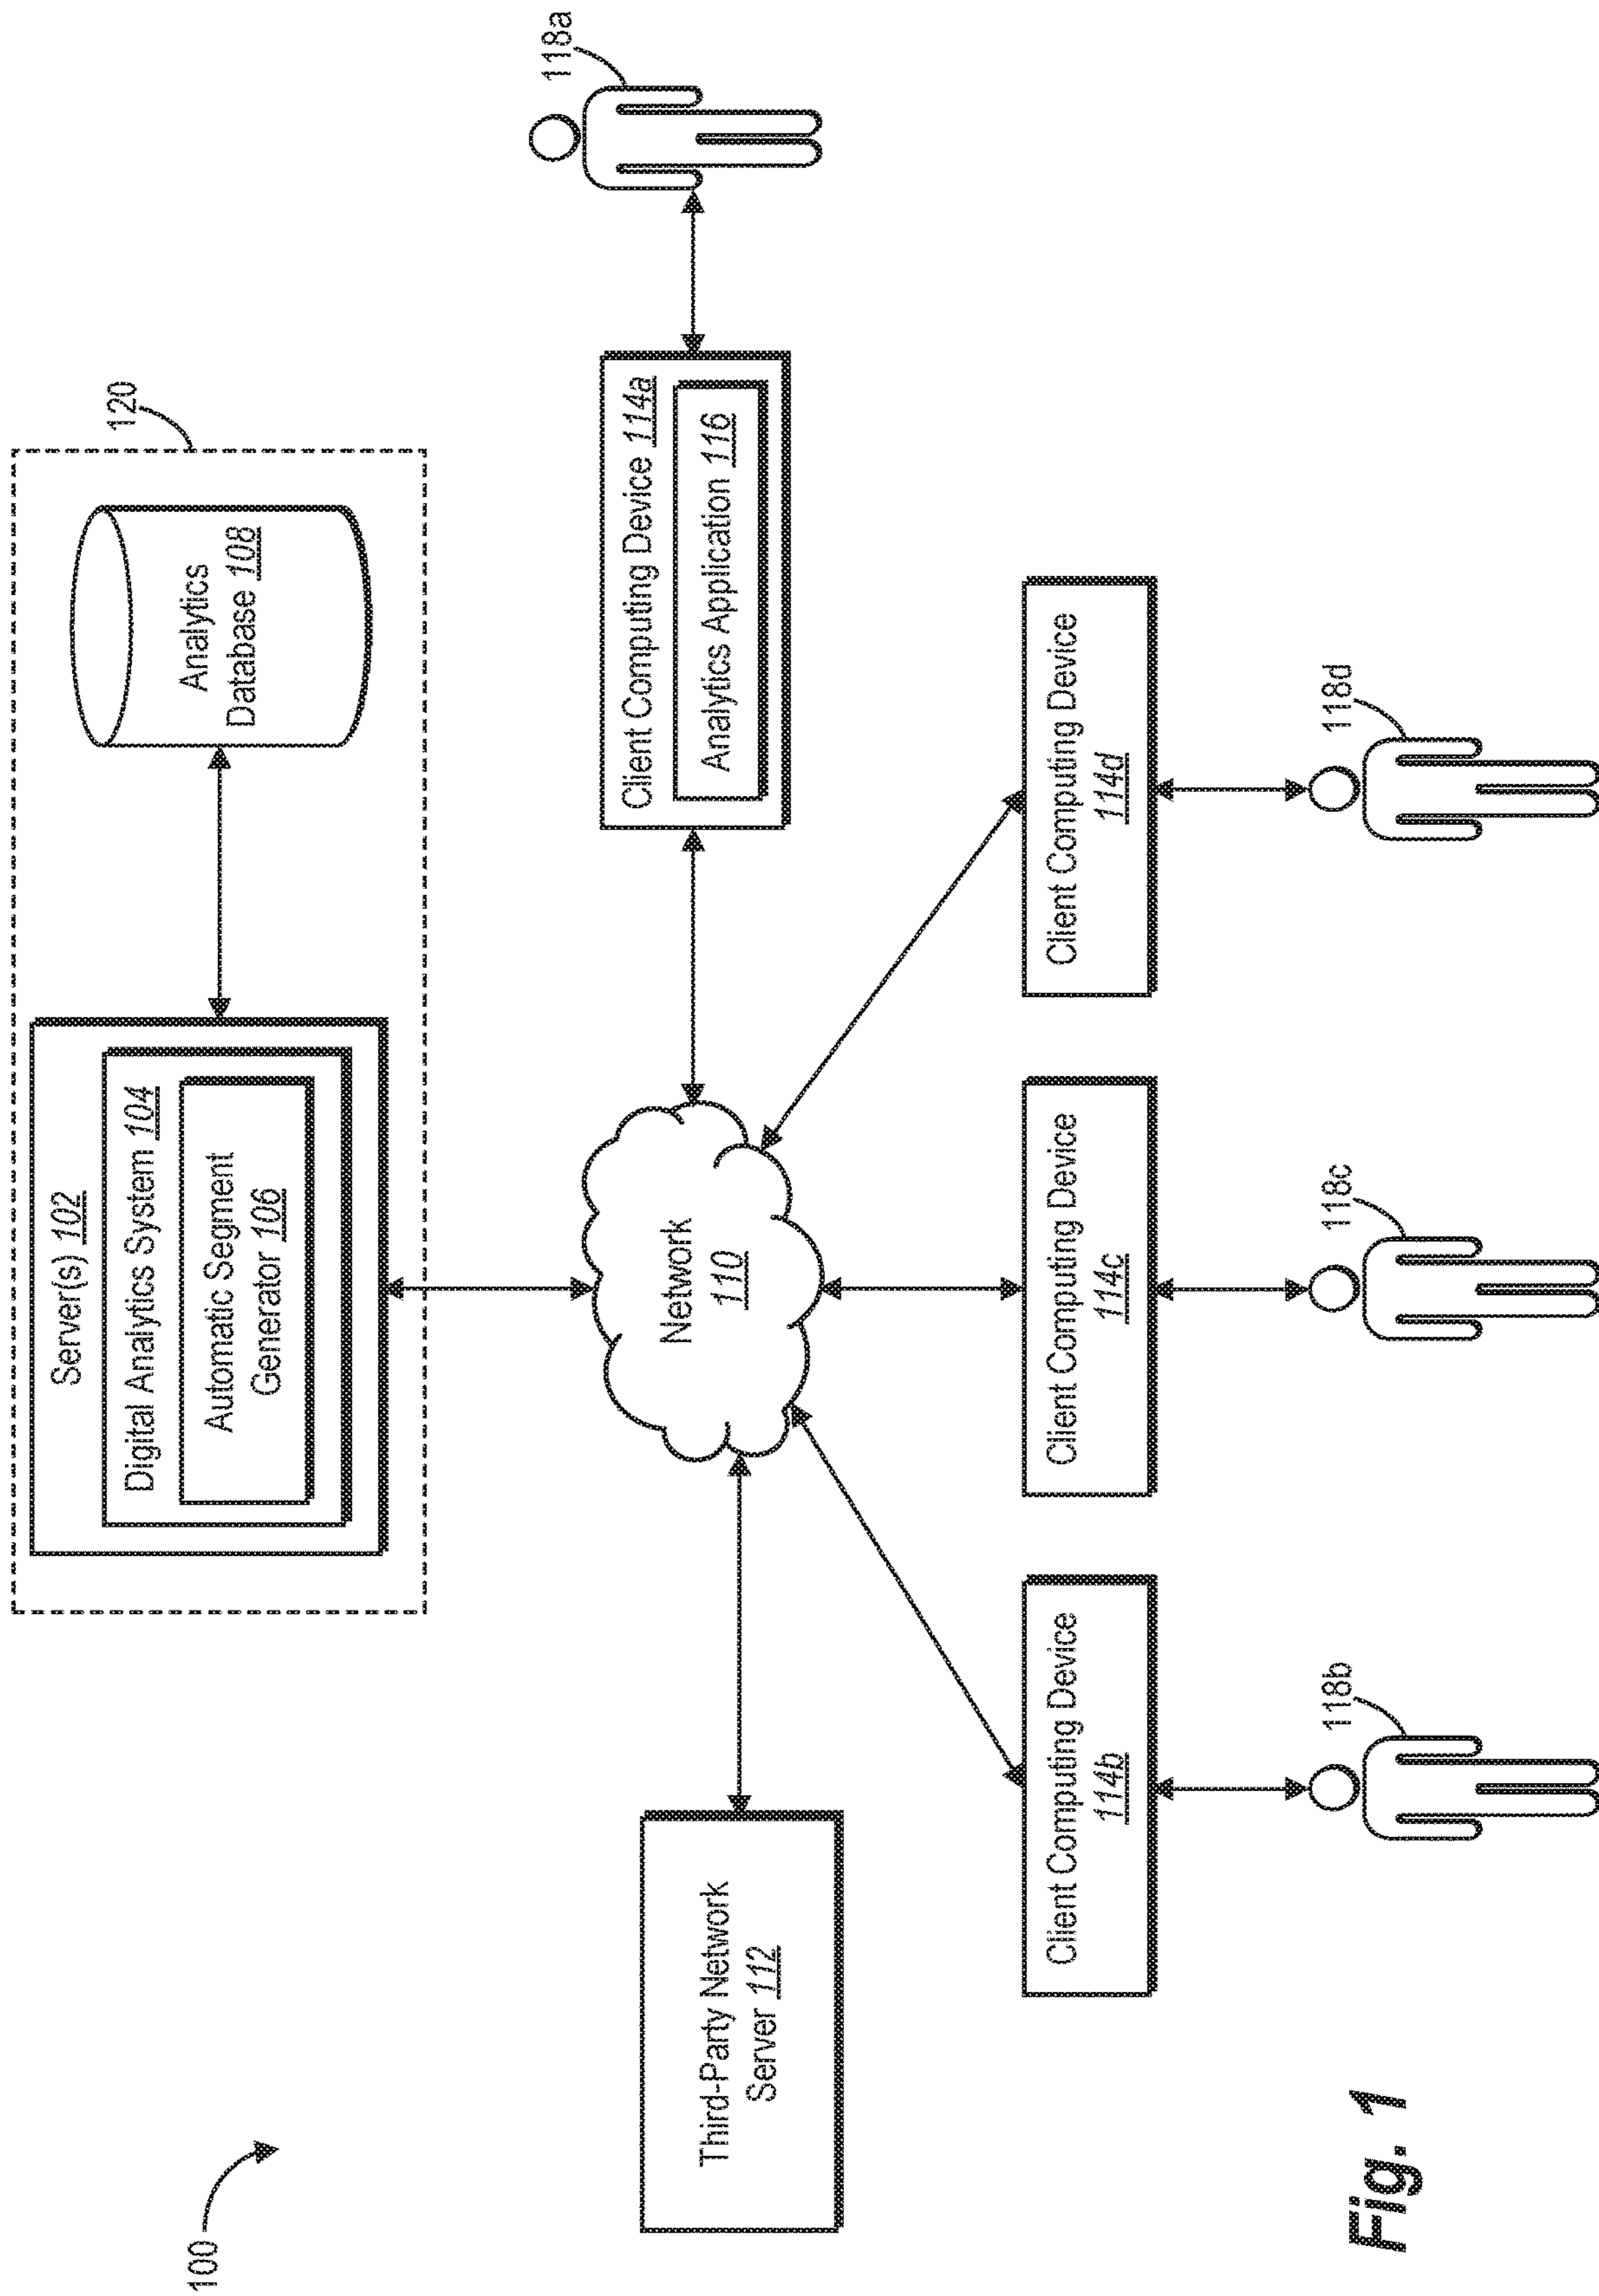 100
120
Server(s) 102
Digital Analytics System 104
Automatic Segment
Generator 106
Analytics
Database 108
118a
Third-Party Network
Server 112
Network
110
Client Computing Device 114a
Analytics Application 116
Client Computing Device
114b
Client Computing Device
114c
Client Computing Device
114d
118b
118c
118d
Fig. 1